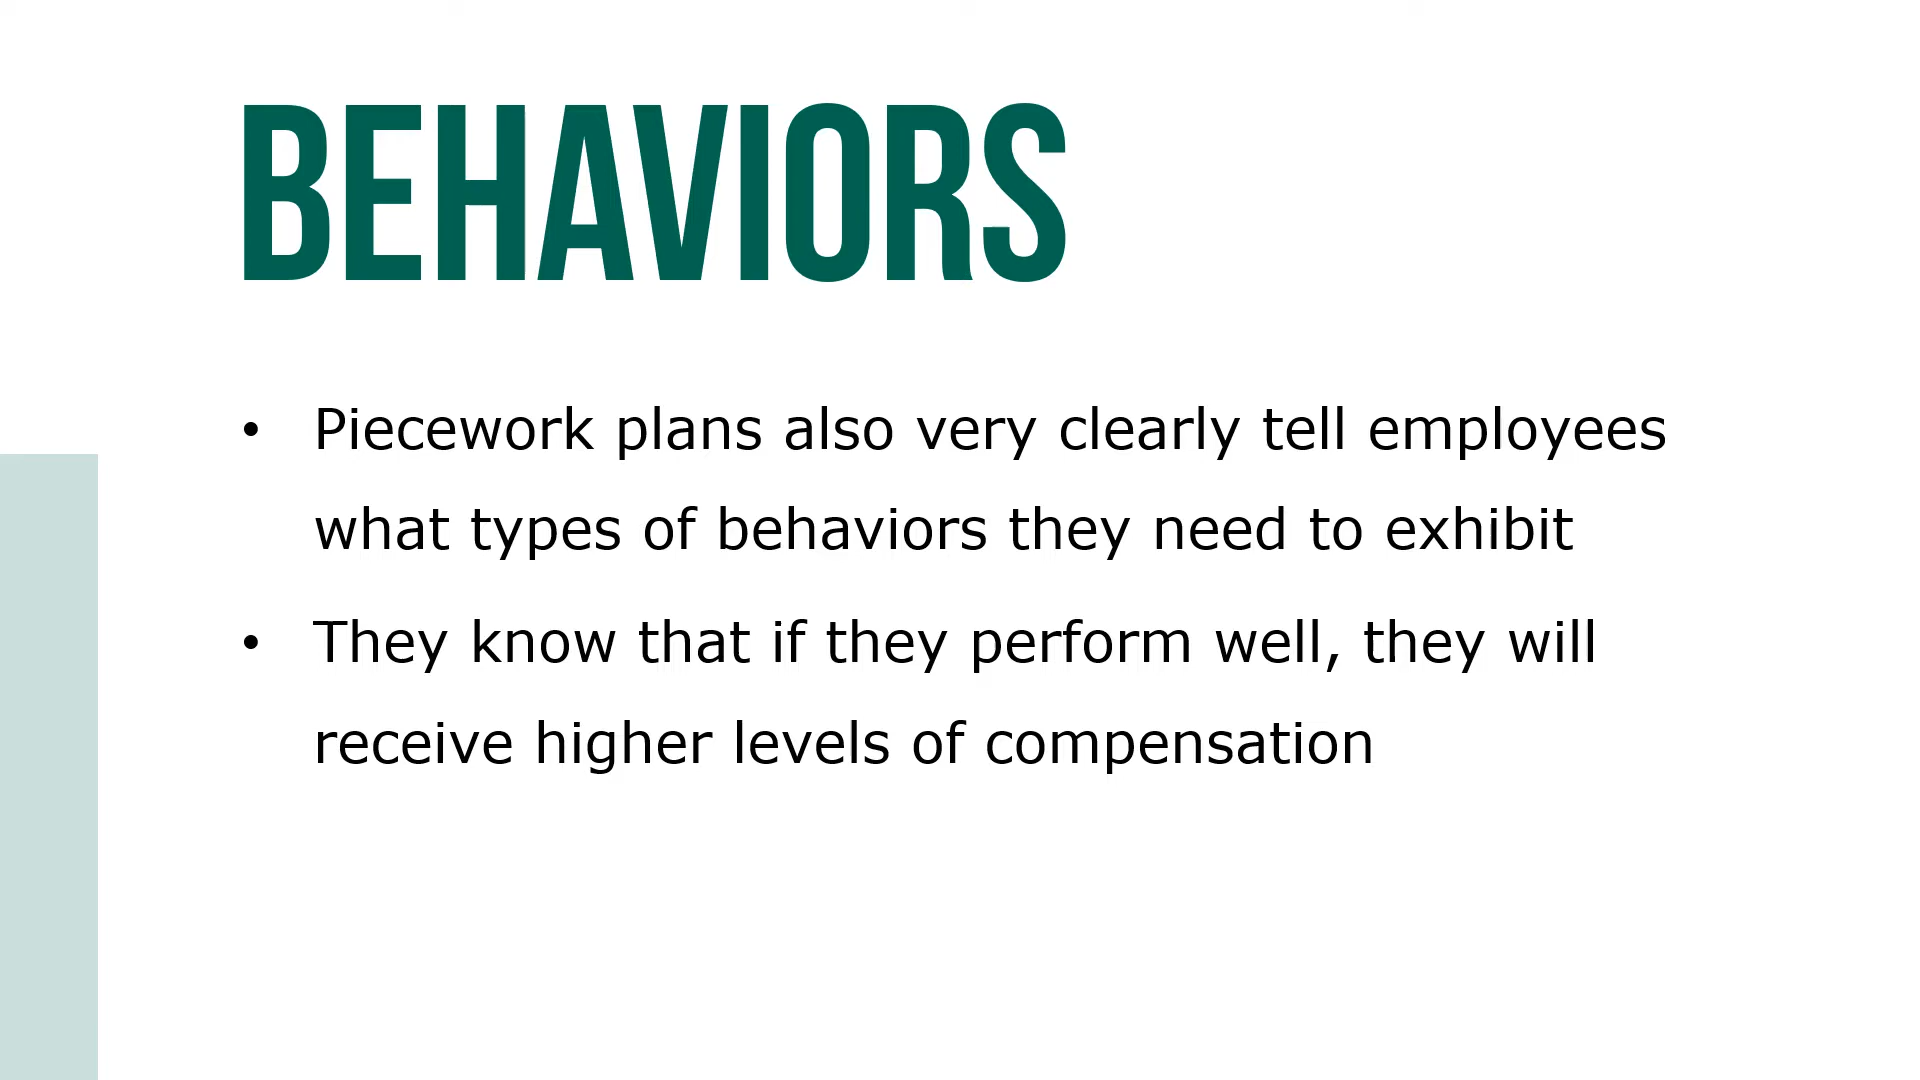 BEHAVIORS
• Piecework plans also very clearly tell employees
what types of behaviors they need to exhibit
• They know that if they perform well, they will
receive higher levels of compensation